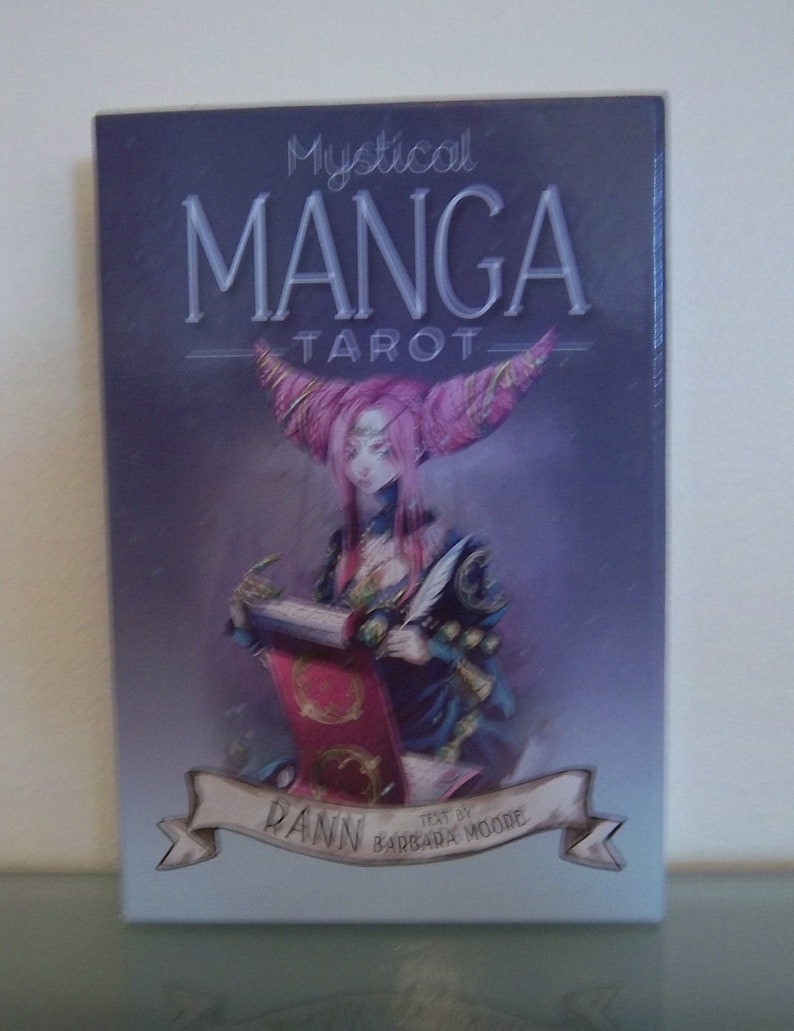 Mystical
MANGA
TAROT
RANN
TEXT BY
BARBARA MOORE